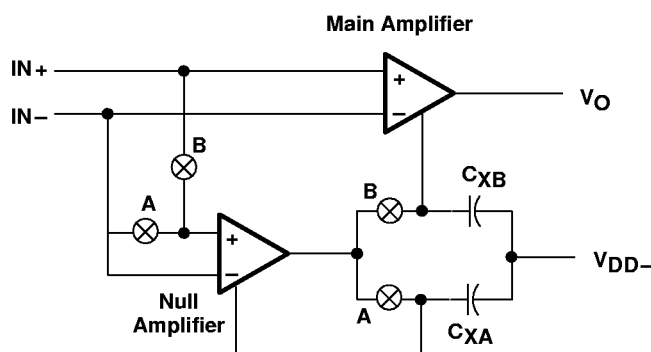 Main Amplifier
IN+
+
IN−
−
VO
B
A
B
CXB
+
−
VDD−
Null
Amplifier
A
CXA